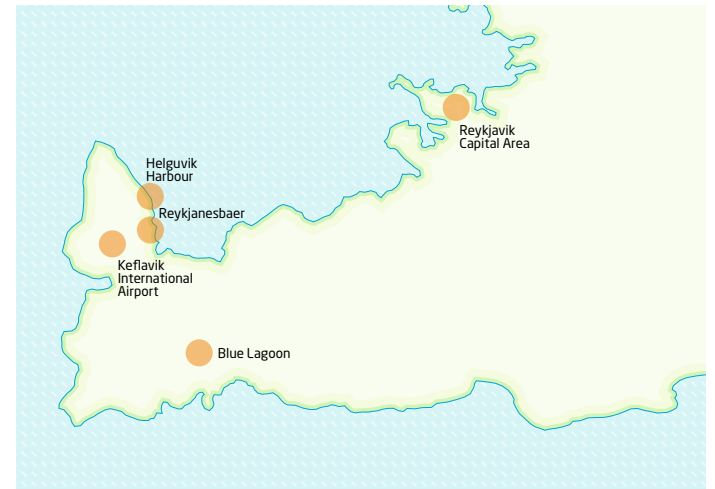 Reykjavik
Capital Area
Helguvik
Harbour
Reykjanesbaer
Keflavik
International
Airport
Blue Lagoon